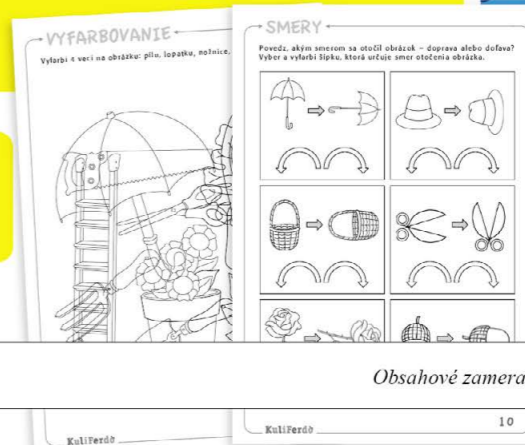 VYFARBOVANIE
Vyfarbi 6 vecí na obrázku: pílu, lopatku, nožnice,
SMERY
Povedz, akým smerom sa otočil obrázok – doprava alebo doľava?
Vyber a vyfarbi šípku, ktorá určuje smer otočenia obrázka.
Obsahové zamera
KuliFerdo
KuliFerdo
10